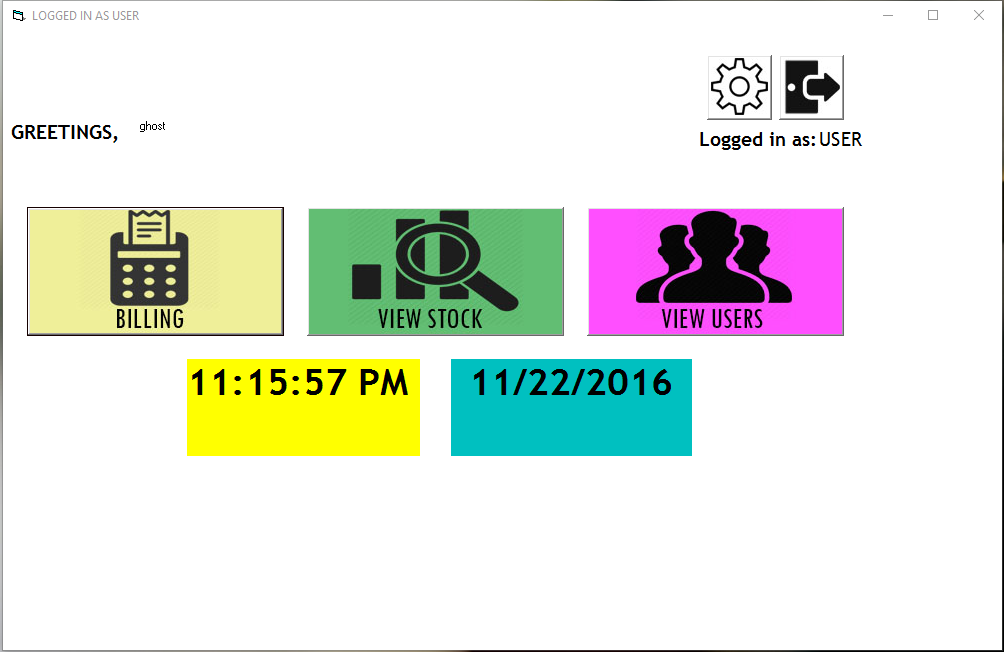 LOGGED IN AS USER
GREETINGS, ghost
Logged in as: USER
BILLING
VIEW STOCK
VIEW USERS
11:15:57 PM
11/22/2016